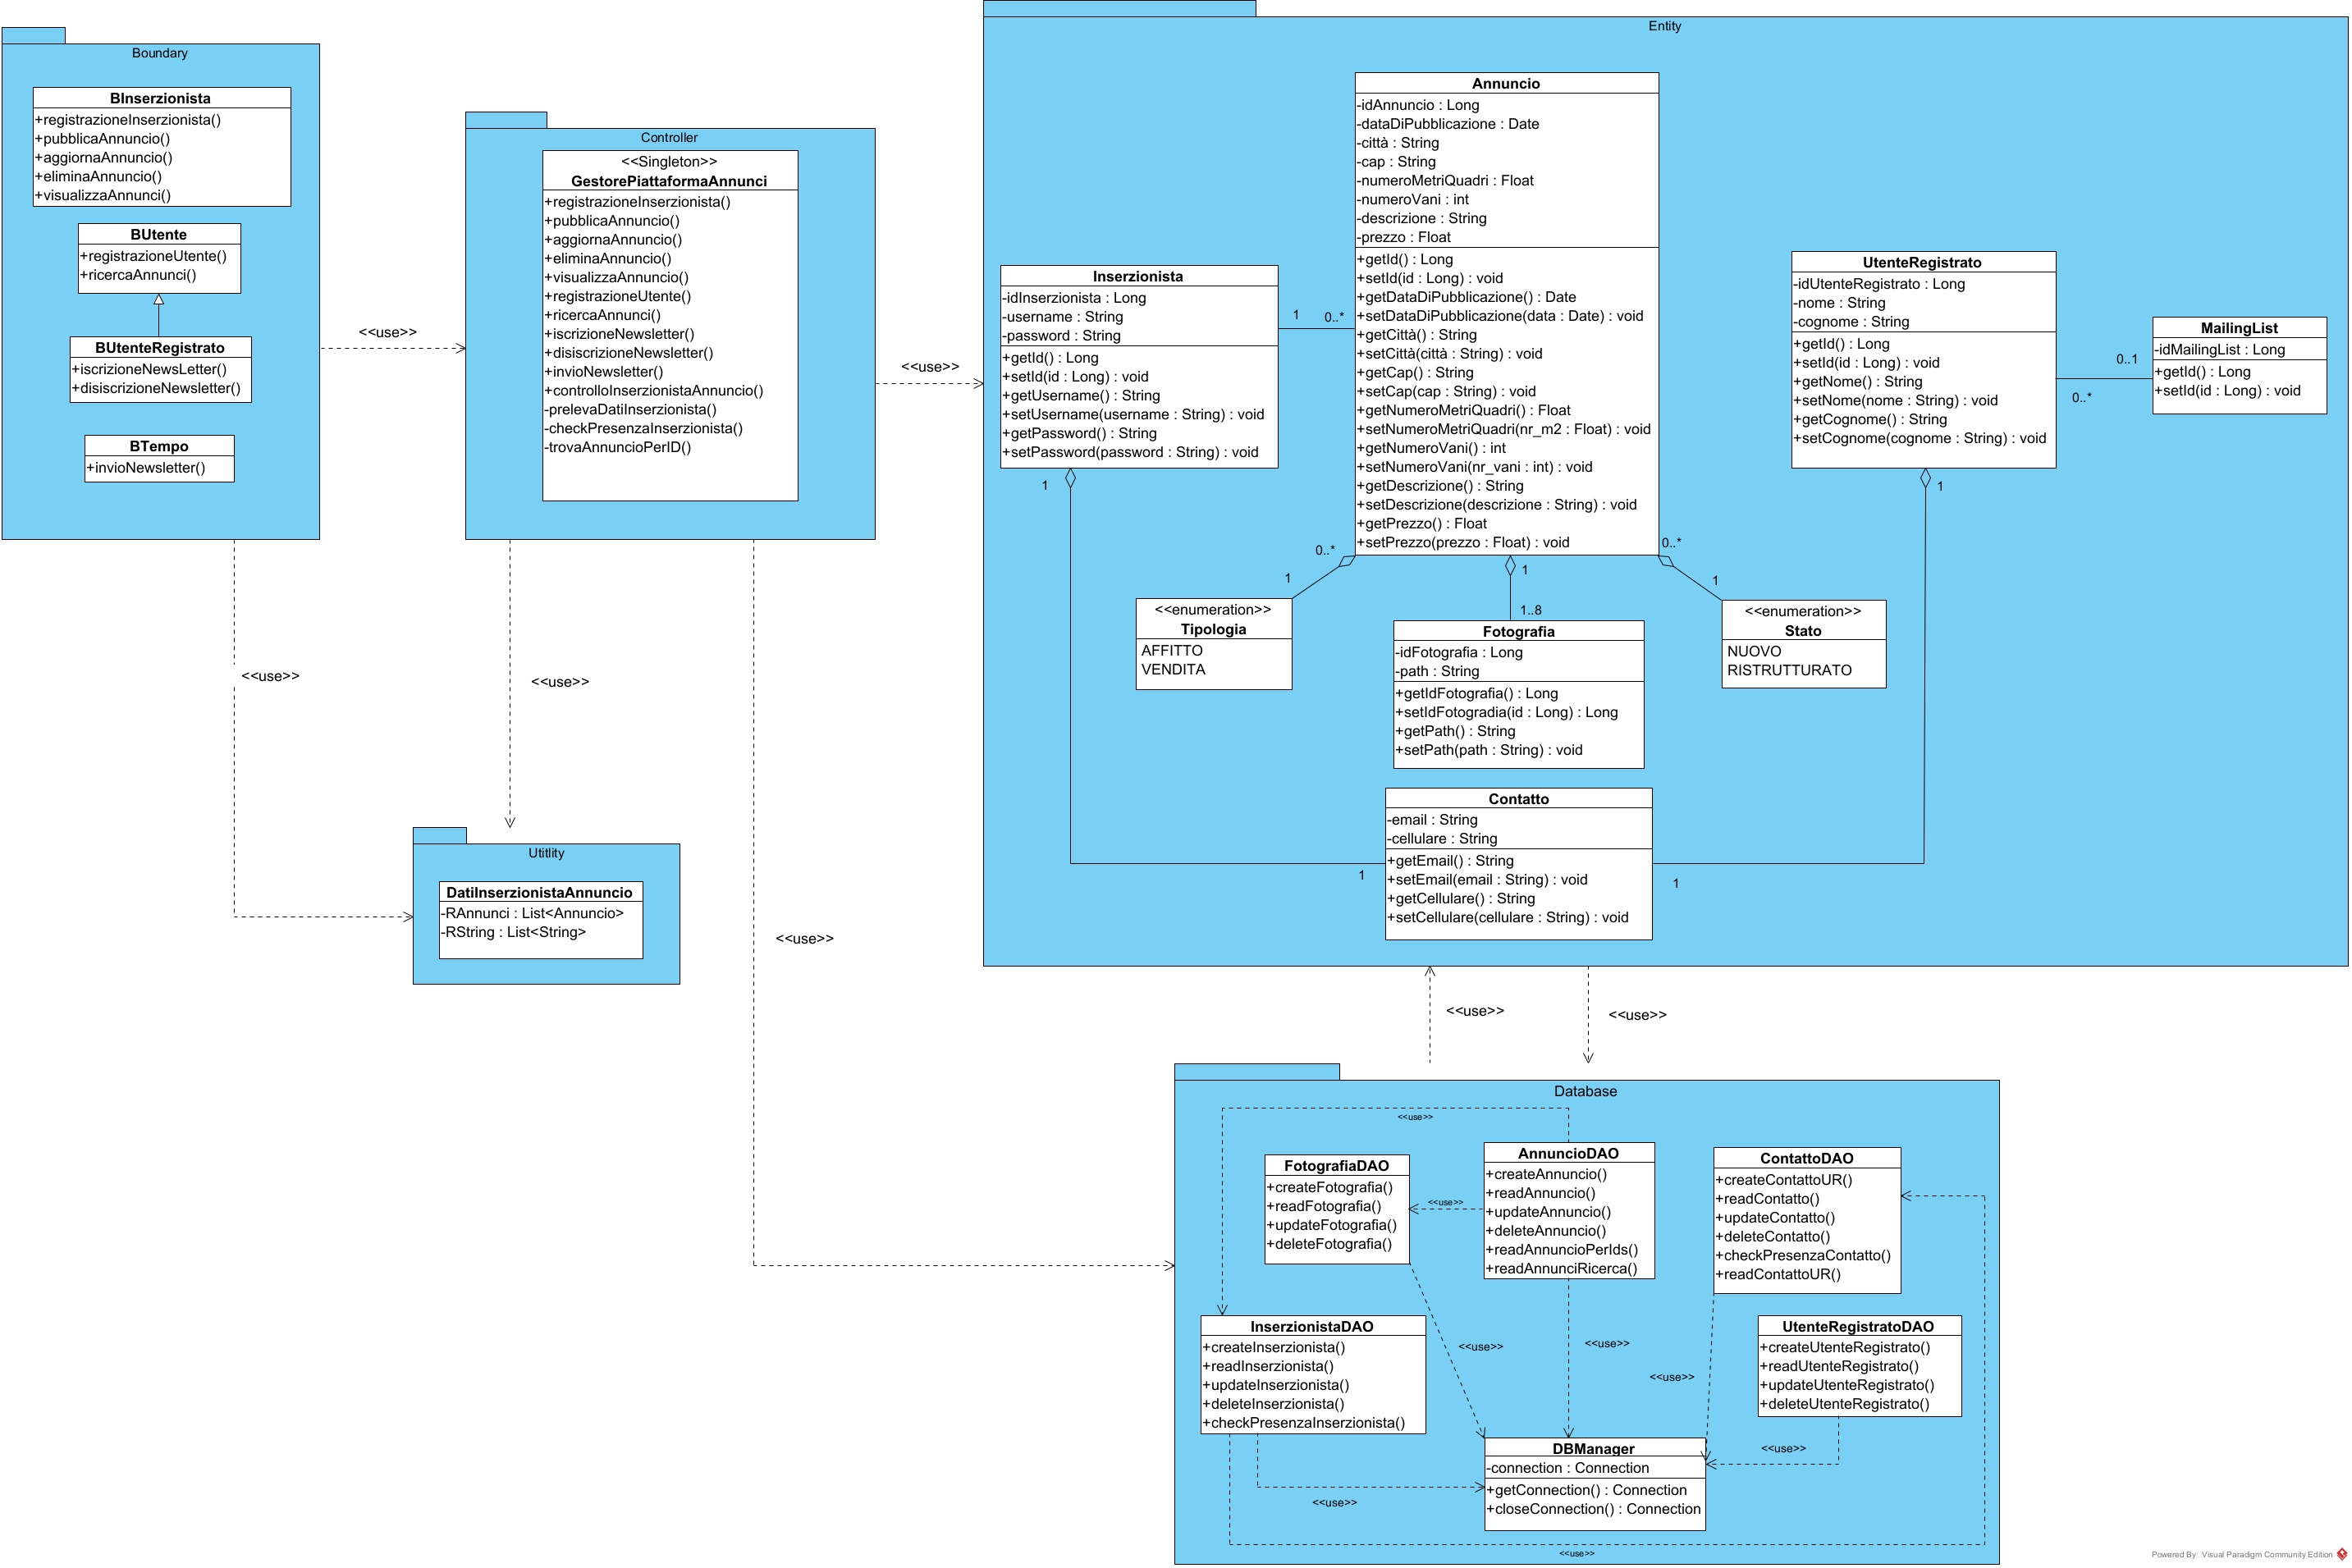 Boundary
BInserzionista
+registrazioneInserzionista()
+pubblicaAnnuncio()
+aggiornaAnnuncio()
+eliminaAnnuncio()
+visualizzaAnnunci()
BUtente
+registrazioneUtente()
+ricercaAnnunci()
BUtenteRegistrato
+iscrizioneNewsLetter()
+disiscrizioneNewsletter()
BTempo
+invioNewsletter()
<<use>>
<<use>>
Controller
<<Singleton>>
GestorePiattaformaAnnunci
+registrazioneInserzionista()
+pubblicaAnnuncio()
+aggiornaAnnuncio()
+eliminaAnnuncio()
+visualizzaAnnuncio()
+registrazioneUtente()
+ricercaAnnunci()
+iscrizioneNewsletter()
+disiscrizioneNewsletter()
+invioNewsletter()
+controlloInserzionistaAnnuncio()
-prelevaDatiInserzionista()
-checkPresenzaInserzionista()
-trovaAnnuncioPerID()
<<use>>
<<use>>
<<use>>
Utitlity
DatiInserzionistaAnnuncio
-RAnnunci : List<Annuncio>
-RString : List<String>
Entity
Annuncio
-idAnnuncio : Long
-dataDiPubblicazione : Date
-città : String
-cap : String
-numeroMetriQuadri : Float
-numeroVani : int
-descrizione : String
-prezzo : Float
+getId() : Long
+setId(id : Long) : void
+getDataDiPubblicazione() : Date
+setDataDiPubblicazione(data : Date) : void
+getCittà() : String
+setCittà(città : String) : void
+getCap() : String
+setCap(cap : String) : void
+getNumeroMetriQuadri() : Float
+setNumeroMetriQuadri(nr_m2 : Float) : void
+getNumeroVani() : int
+setNumeroVani(nr_vani : int) : void
+getDescrizione() : String
+setDescrizione(descrizione : String) : void
+getPrezzo() : Float
+setPrezzo(prezzo : Float) : void
Inserzionista
-idInserzionista : Long
-username : String
-password : String
+getId() : Long
+setId(id : Long) : void
+getUsername() : String
+setUsername(username : String) : void
+getPassword() : String
+setPassword(password : String) : void
1
0..*
UtenteRegistrato
-idUtenteRegistrato : Long
-nome : String
-cognome : String
+getId() : Long
+setId(id : Long) : void
+getNome() : String
+setNome(nome : String) : void
+getCognome() : String
+setCognome(cognome : String) : void
MailingList
-idMailingList : Long
+getId() : Long
+setId(id : Long) : void
0..1
0..*
1
0..*
1
1
0..*
1
1
1..8
<<enumeration>>
Tipologia
AFFITTO
VENDITA
Fotografia
-idFotografia : Long
-path : String
+getIdFotografia() : Long
+setIdFotogradia(id : Long) : Long
+getPath() : String
+setPath(path : String) : void
<<enumeration>>
Stato
NUOVO
RISTRUTTURATO
Contatto
-email : String
-cellulare : String
+getEmail() : String
+setEmail(email : String) : void
+getCellulare() : String
+setCellulare(cellulare : String) : void
1
1
<<use>>
<<use>>
Database
<<use>>
FotografiaDAO
+createFotografia()
+readFotografia()
+updateFotografia()
+deleteFotografia()
<<use>>
AnnuncioDAO
+createAnnuncio()
+readAnnuncio()
+updateAnnuncio()
+deleteAnnuncio()
+readAnnuncioPerIds()
+readAnnunciRicerca()
ContattoDAO
+createContattoUR()
+readContatto()
+updateContatto()
+deleteContatto()
+checkPresenzaContatto()
+readContattoUR()
InserzionistaDAO
+createInserzionista()
+readInserzionista()
+updateInserzionista()
+deleteInserzionista()
+checkPresenzaInserzionista()
<<use>>
<<use>>
<<use>>
UtenteRegistratoDAO
+createUtenteRegistrato()
+readUtenteRegistrato()
+updateUtenteRegistrato()
+deleteUtenteRegistrato()
<<use>>
DBManager
-connection : Connection
+getConnection() : Connection
+closeConnection() : Connection
<<use>>
<<use>>
Powered By Visual Paradigm Community Edition